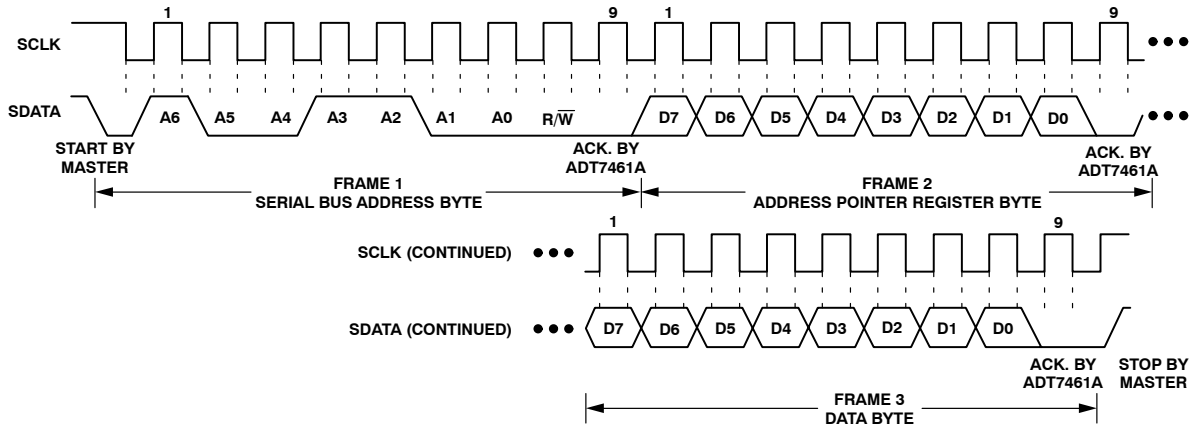 1 9 1 9
SCLK
SDATA A6 A5 A4 A3 A2 A1 A0 R/W̅ D7 D6 D5 D4 D3 D2 D1 D0
START BY
MASTER
ACK. BY
ADT7461A
ACK. BY
ADT7461A
FRAME 1
SERIAL BUS ADDRESS BYTE
FRAME 2
ADDRESS POINTER REGISTER BYTE
1 9
SCLK (CONTINUED)
SDATA (CONTINUED) D7 D6 D5 D4 D3 D2 D1 D0
ACK. BY
ADT7461A
STOP BY
MASTER
FRAME 3
DATA BYTE